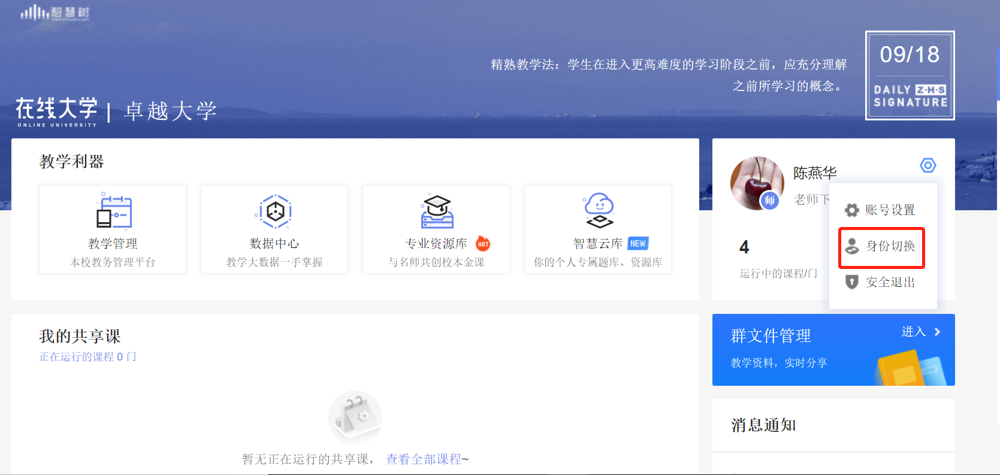 智慧树
www.zhihuishu.com
精熟教学法：学生在进入更高难度的学习阶段之前，应充分理解
之前所学习的概念。
09/18
DAILY Z·H·S
SIGNATURE
在线大学 | 卓越大学
ONLINE UNIVERSITY
教学利器
教学管理
本校教务管理平台
数据中心
教学大数据一手掌握
专业资源库 HOT
与名师共创校本金课
智慧云库 NEW
你的个人专属题库、资源库
陈燕华
师
老师下
4
运行中的课程/门
账号设置
身份切换
安全退出
我的共享课
正在运行的课程 0 门
暂无正在运行的共享课， 查看全部课程~
群文件管理
进入 >
教学资料，实时分享
消息通知